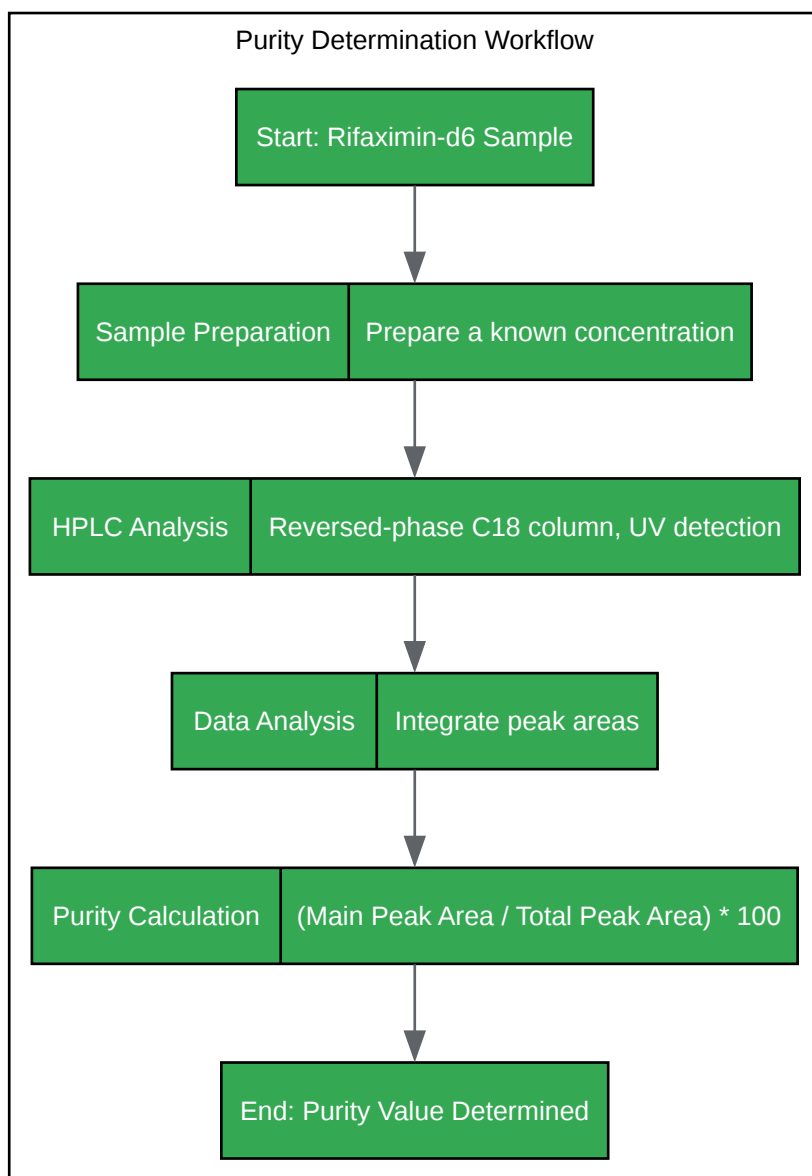 Purity Determination Workflow
Start: Rifaximin-d6 Sample
Sample Preparation Prepare a known concentration
HPLC Analysis Reversed-phase C18 column, UV detection
Data Analysis Integrate peak areas
Purity Calculation (Main Peak Area / Total Peak Area) * 100
End: Purity Value Determined